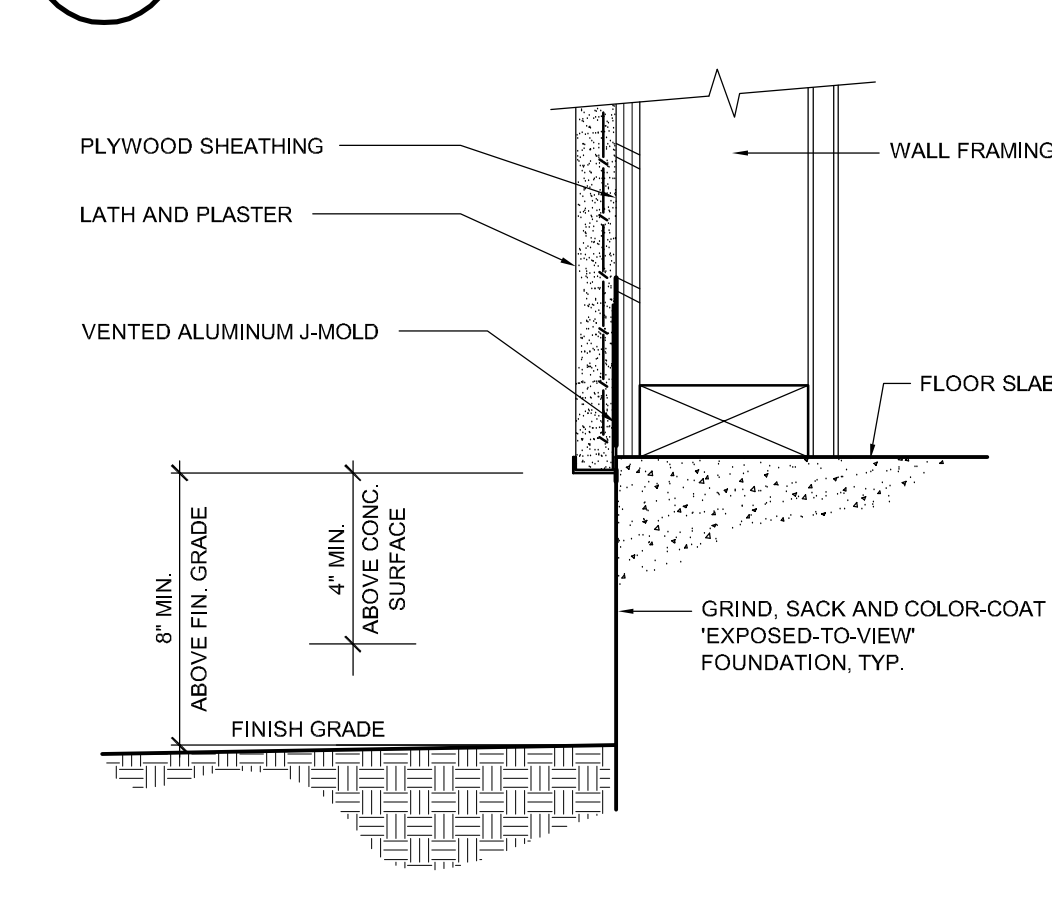 PLYWOOD SHEATHING
WALL FRAMING
LATH AND PLASTER
VENTED ALUMINUM J-MOLD
FLOOR SLAB
8" MIN.
ABOVE FIN. GRADE
4" MIN.
ABOVE CONC.
SURFACE
GRIND, SACK AND COLOR-COAT
'EXPOSED-TO-VIEW'
FOUNDATION, TYP.
FINISH GRADE